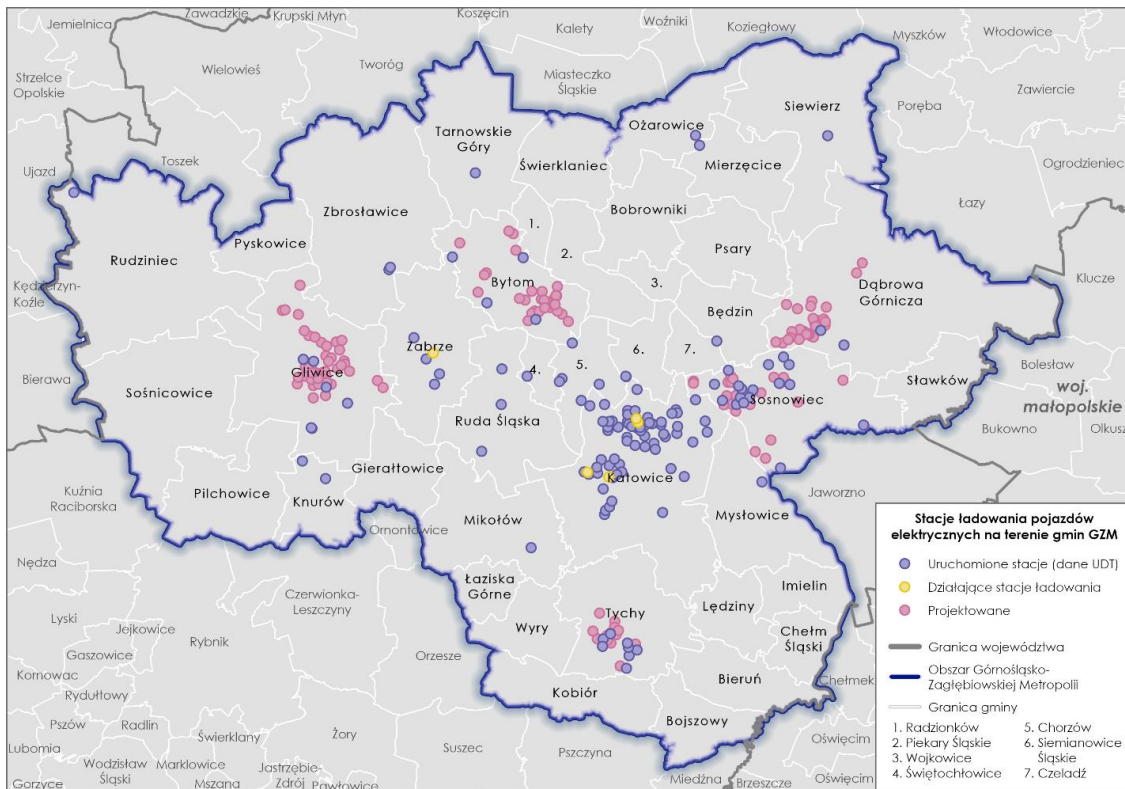 Jemielnica
Zawadzkie
Krupski Młyn
Koszęcin
Kalety
Woźniki
Koziegłowy
Myszków
Włodowice
Strzelce
Opolskie
Wielowieś
Tworóg
Miasteczko
Śląskie
Siewierz
Poręba
Zawiercie
Ożarowice
Tarnowskie
Góry
Świerklaniec
Mierzęcice
Ogrodzieniec
Ujazd
Toszek
Łazy
Zbrosławice
Bobrowniki
Pyskowice
1.
2.
Psary
Rudziniec
Klucze
Kędzierzyn-
Koźle
Bytom
3.
Dąbrowa
Górnicza
Będzin
Zabrze
6.
7.
Bolesław
Bierawa
Gliwice
4.
5.
Sławków
woj.
małopolskie
Sośnicowice
Sosnowiec
Ruda Śląska
Bukowno
Olkusz
Gierałtowice
Katowice
Kuźnia
Raciborska
Pilchowice
Knurów
Jaworzno
Mikołów
Mysłowice
Ornontowice
Nędza
Łaziska
Górne
Imielin
Czerwionka-
Leszczyny
Lędziny
Lyski
Tychy
Jejkowice
Rybnik
Wyry
Chełm
Śląski
Gaszowice
Orzesze
Kornowac
Bieruń
Chełmek
Rydułtowy
Kobiór
Pszów
Radlin
Bojszowy
Żory
Świerklany
Lubomia
Suszec
Pszczyna
Oświęcim
Wodzisław
Śląski
Marklowice
Jastrzębie-
Zdrój
Miedźna
Brzeszcze
Oświęcim
Gorzyce
Mszana
Pawłowice
Stacje ładowania pojazdów
elektrycznych na terenie gmin GZM
Uruchomione stacje (dane UDT)
Działające stacje ładowania
Projektowane
Granica województwa
Obszar Górnośląsko-
Zagłębiowskiej Metropolii
Granica gminy
1. Radzionków
2. Piekary Śląskie
3. Wojkowice
4. Świętochłowice
5. Chorzów
6. Siemianowice
Śląskie
7. Czeladź